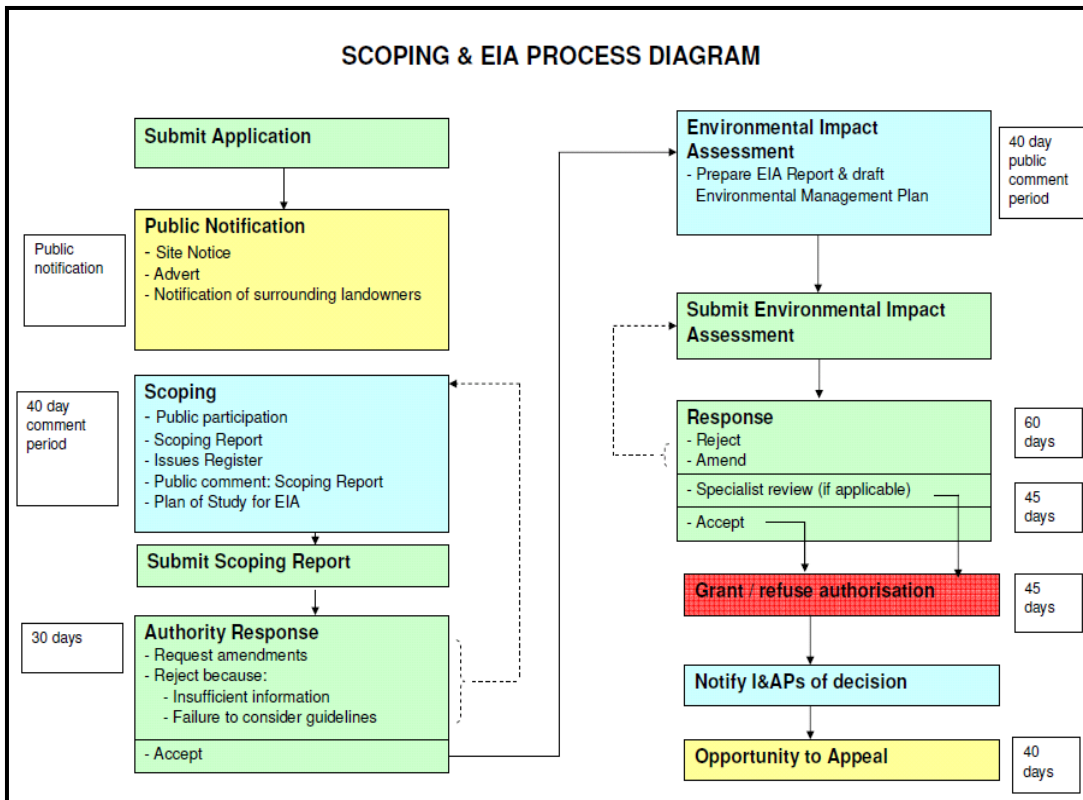 SCOPING & EIA PROCESS DIAGRAM
Submit Application
Public
notification
Public Notification
- Site Notice
- Advert
- Notification of surrounding landowners
40 day
comment
period
Scoping
- Public participation
- Scoping Report
- Issues Register
- Public comment: Scoping Report
- Plan of Study for EIA
Submit Scoping Report
30 days
Authority Response
- Request amendments
- Reject because:
- Insufficient information
- Failure to consider guidelines
- Accept
Environmental Impact
Assessment
- Prepare EIA Report & draft
Environmental Management Plan
40 day
public
comment
period
Submit Environmental Impact
Assessment
Response
- Reject
- Amend
60
days
- Specialist review (if applicable)
- Accept
45
days
Grant / refuse authorisation
45
days
Notify I&APs of decision
Opportunity to Appeal
40
days